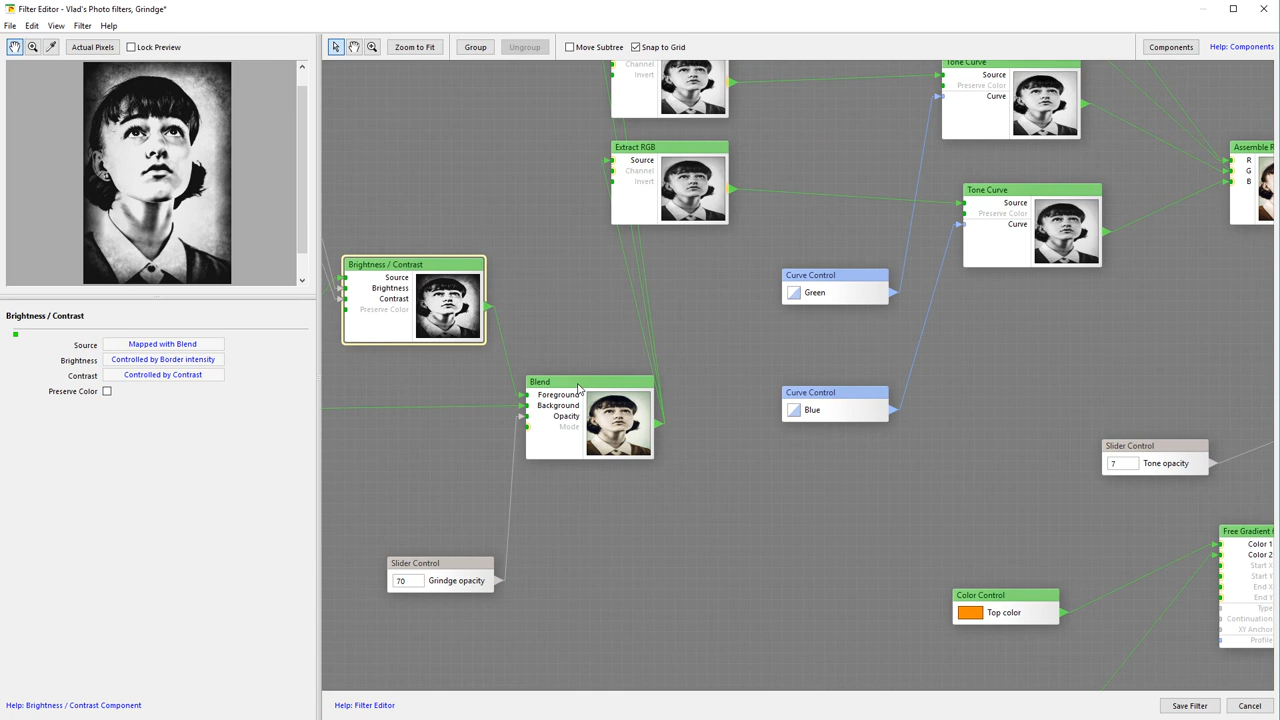 Filter Editor - Vlad's Photo filters, Grindge*
File Edit View Filter Help
Actual Pixels Lock Preview Zoom to Fit Group Ungroup Move Subtree Snap to Grid Components Help: Components
Channel
Invert
Tone Curve
Source
Preserve Color
Curve
Extract RGB
Source
Channel
Invert
Assemble R
R
G
B
Tone Curve
Source
Preserve Color
Curve
Brightness / Contrast
Source
Brightness
Contrast
Preserve Color
Curve Control
Green
Brightness / Contrast
Source Mapped with Blend
Brightness Controlled by Border intensity
Contrast Controlled by Contrast
Preserve Color
Blend
Foreground
Background
Opacity
Mode
Curve Control
Blue
Slider Control
7 Tone opacity
Slider Control
70 Grindge opacity
Free Gradient
Color 1
Color 2
Start X
Start Y
End X
End Y
Type
Continuation
XY Anchor
Profile
Color Control
Top color
Help: Brightness / Contrast Component
Help: Filter Editor
Save Filter Cancel